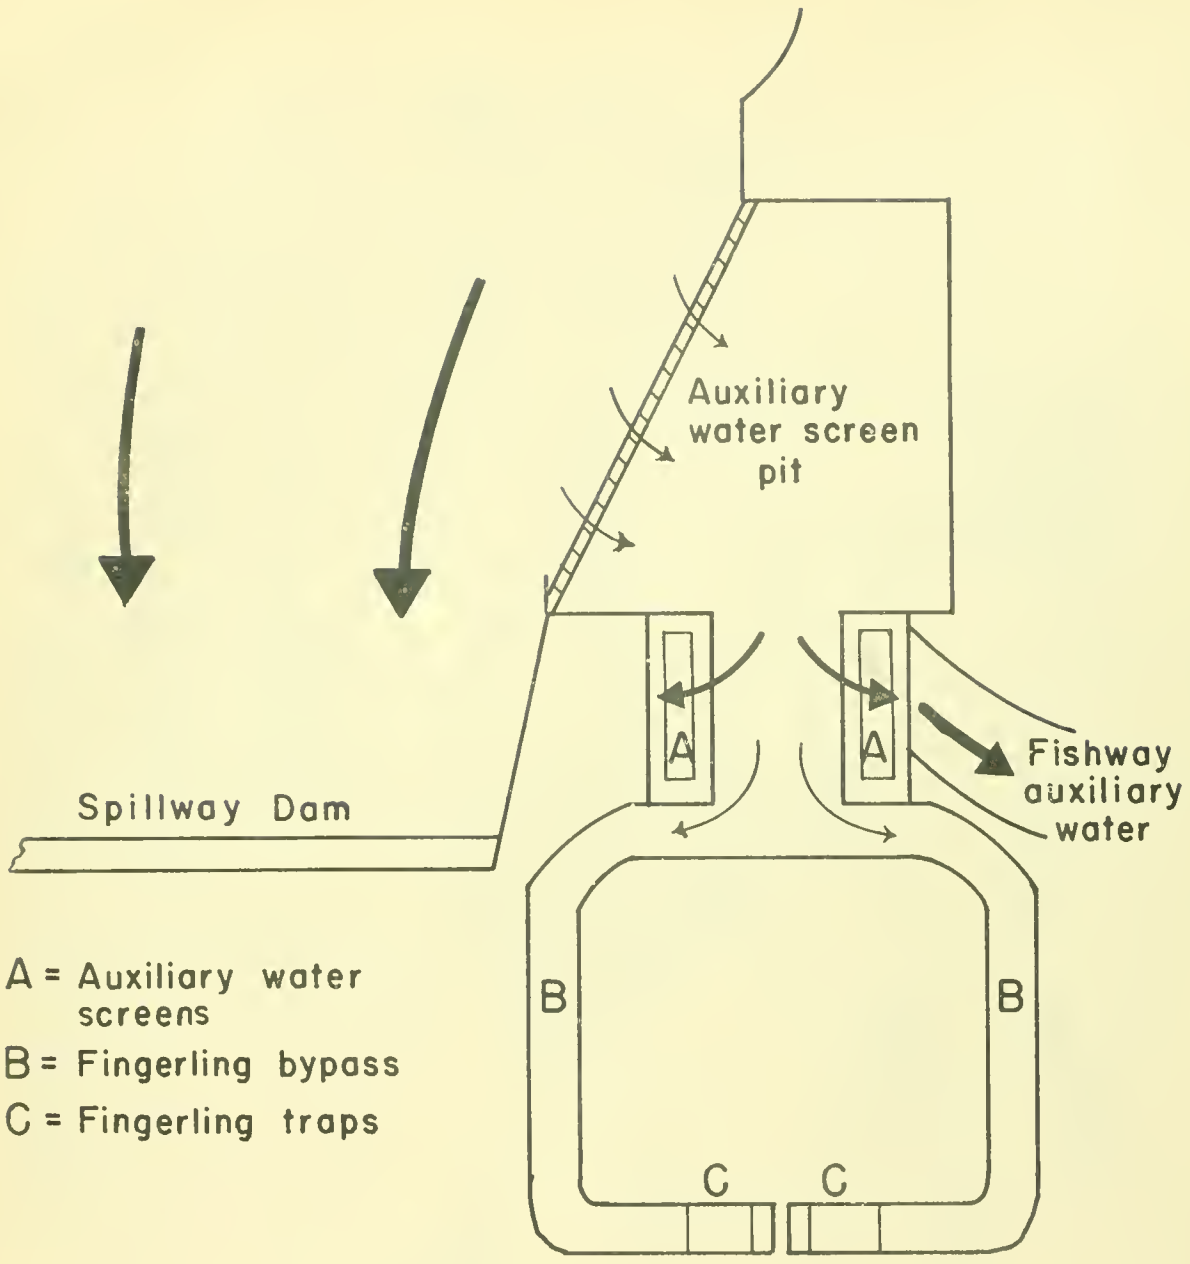 Auxiliary
water screen
pit
A
A
Fishway
auxiliary
water
Spillway Dam
A = Auxiliary water
screens
B = Fingerling bypass
C = Fingerling traps
B
B
C
C